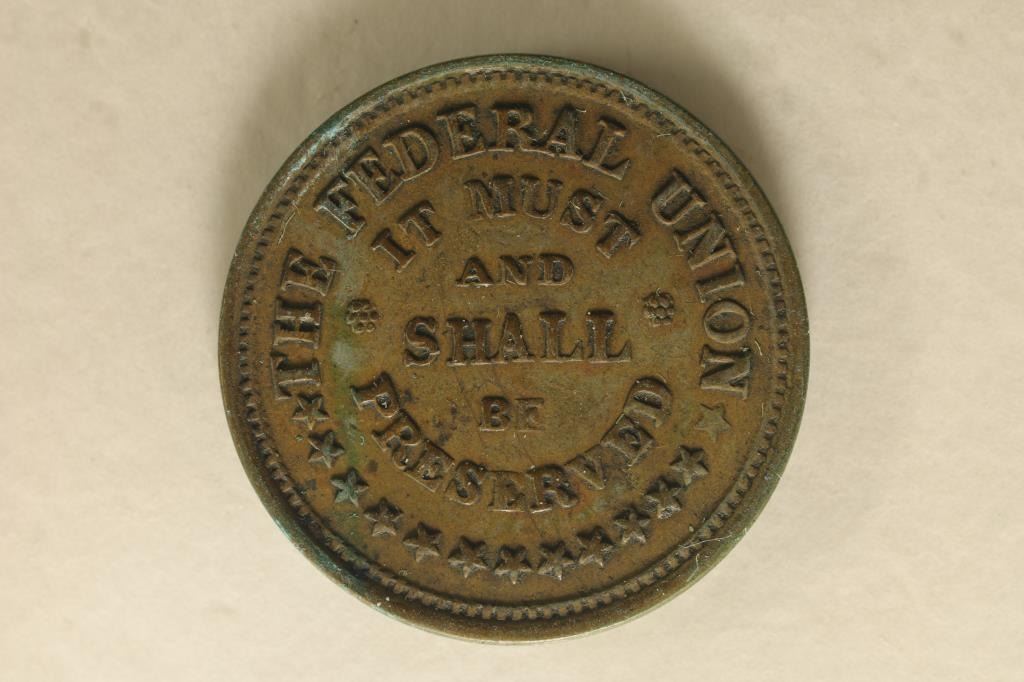 THE FEDERAL UNION
IT MUST
AND
SHALL
BE
PRESERVED